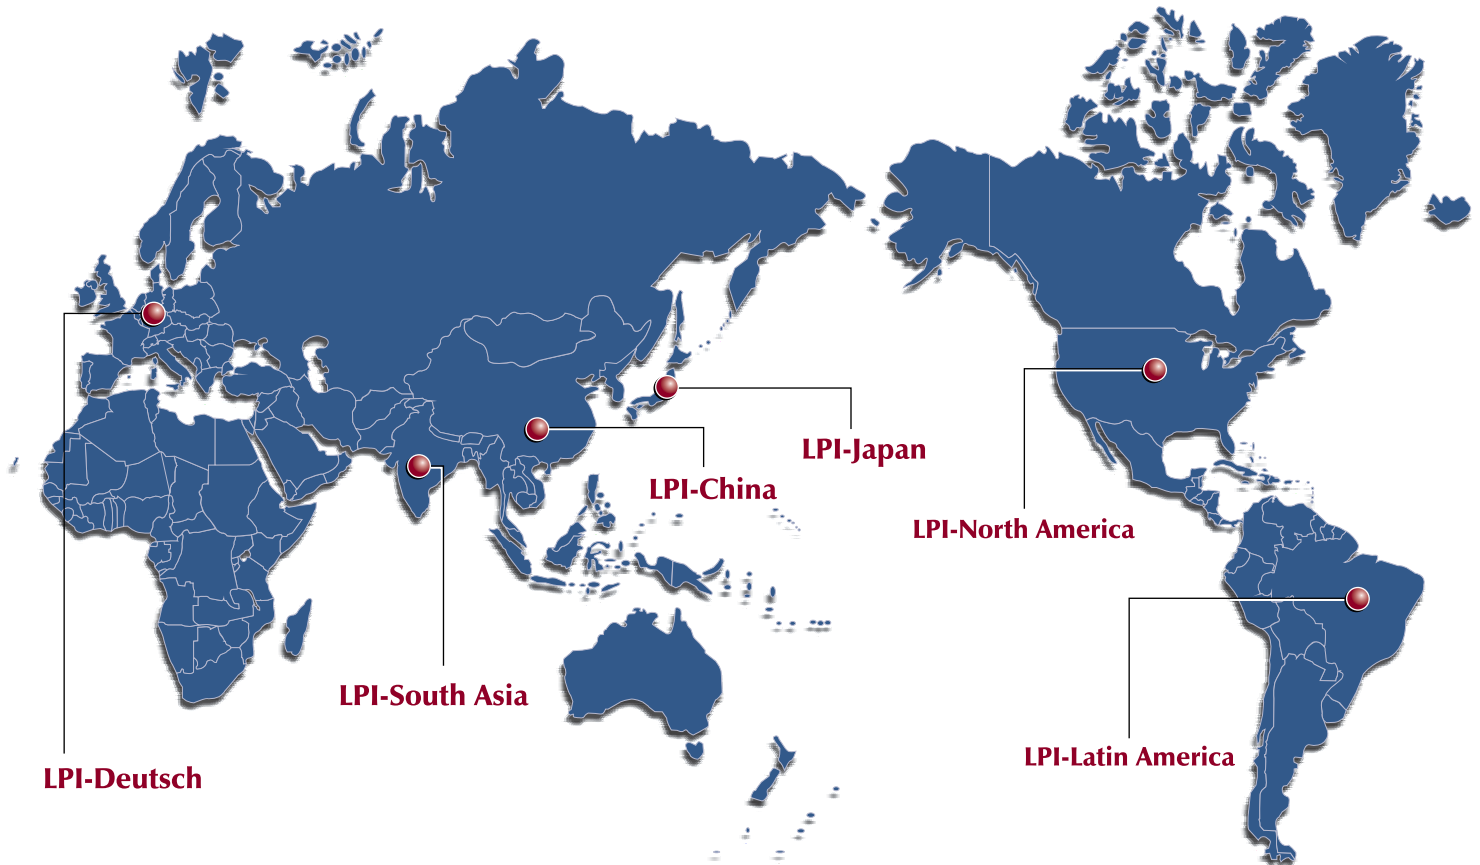 LPI-Japan
LPI-China
LPI-North America
LPI-South Asia
LPI-Latin America
LPI-Deutsch